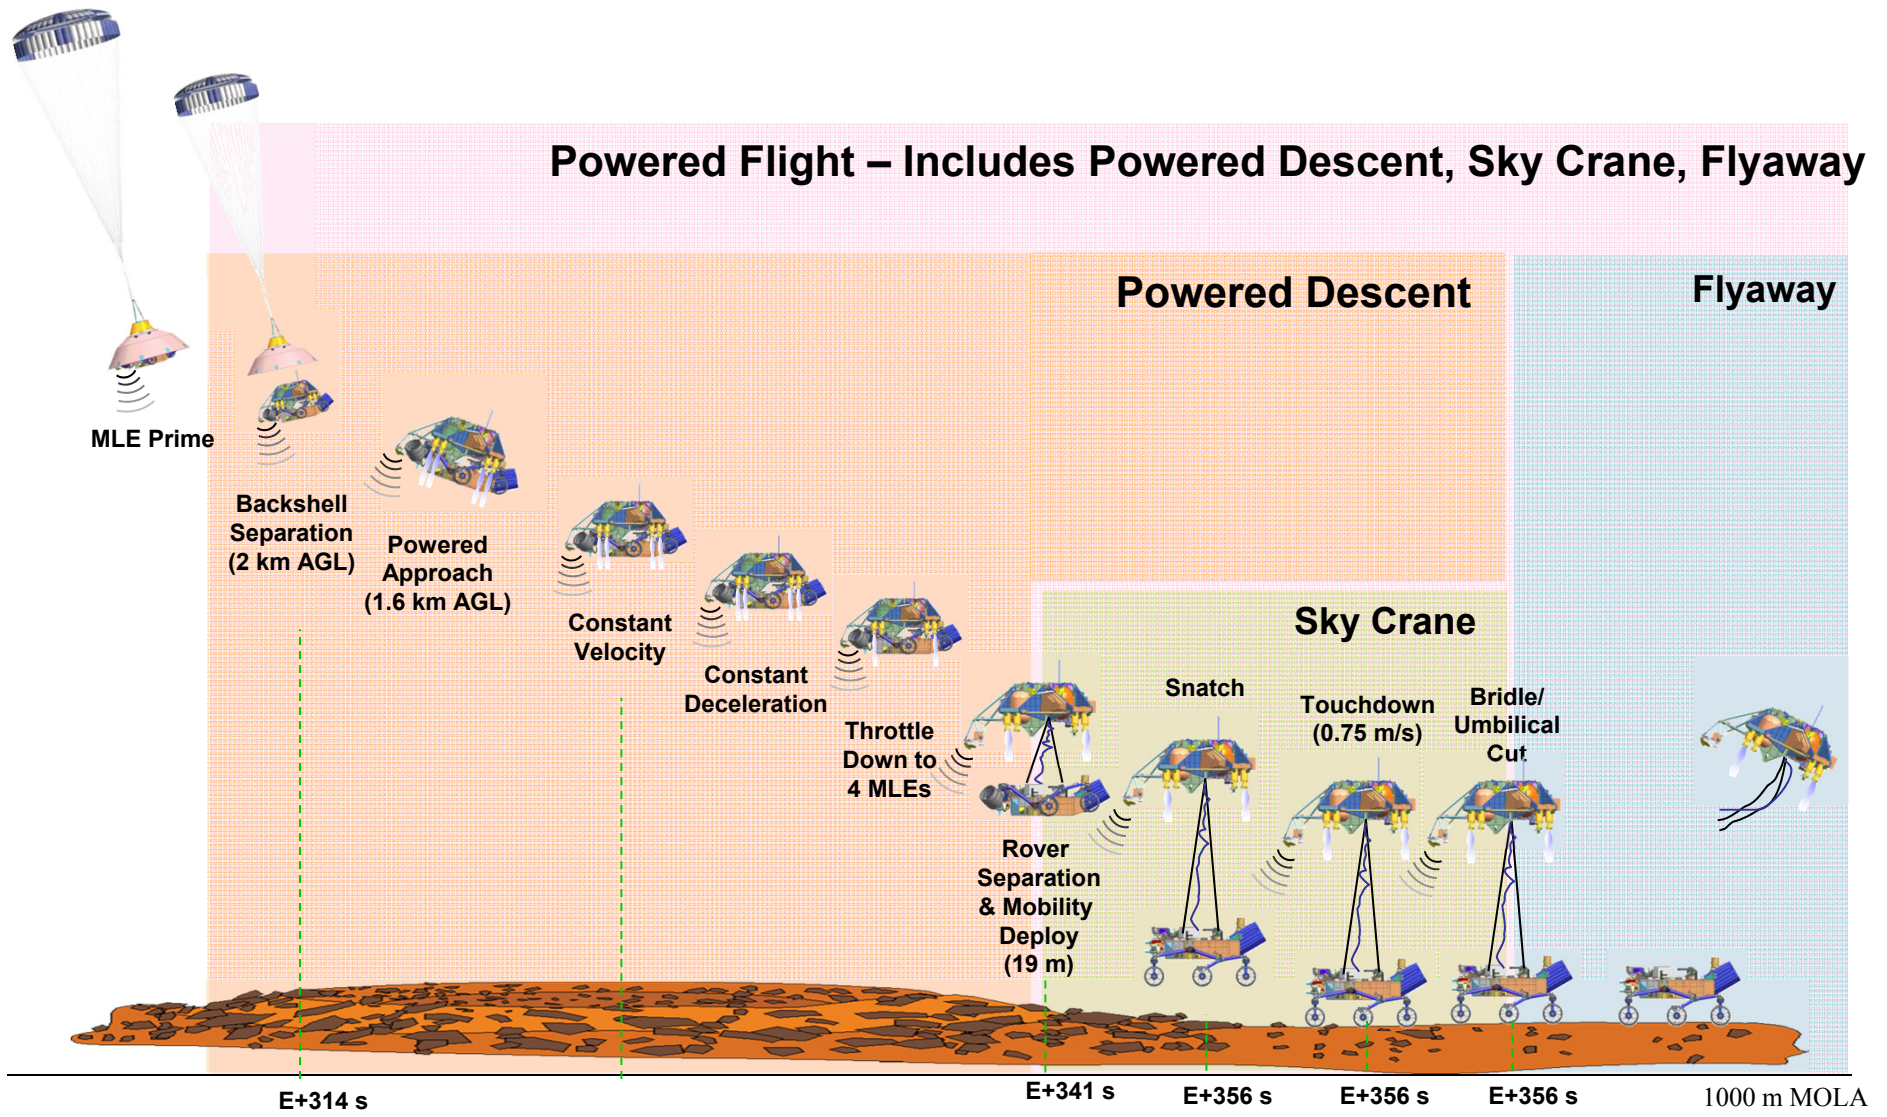 Powered Flight – Includes Powered Descent, Sky Crane, Flyaway
Powered Descent
Flyaway
MLE Prime
Backshell
Separation
(2 km AGL)
Powered
Approach
(1.6 km AGL)
Constant
Velocity
Constant
Deceleration
Throttle
Down to
4 MLEs
Sky Crane
Rover
Separation
& Mobility
Deploy
(19 m)
Snatch
Touchdown
(0.75 m/s)
Bridle/
Umbilical
Cut
E+314 s
E+341 s
E+356 s
E+356 s
E+356 s
1000 m MOLA